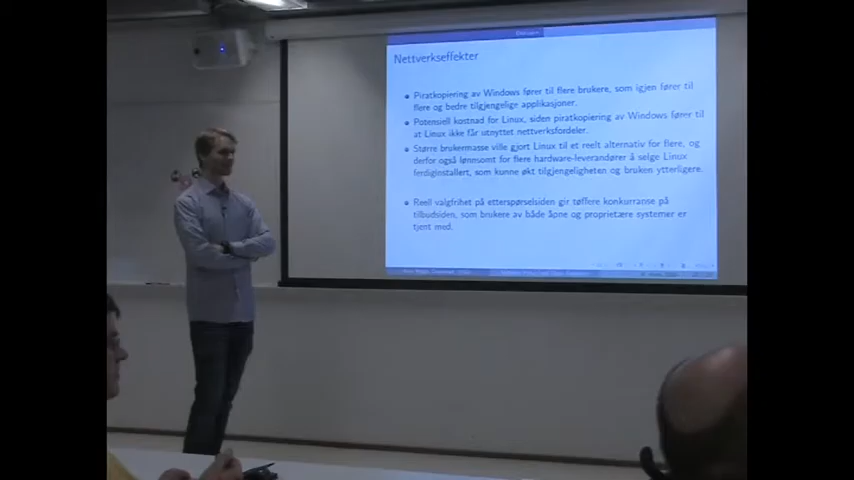 Nettverkseffekter
Piratkopiering av Windows fører til flere brukere, som igjen fører til
flere og bedre tilgjengelige applikasjoner.
Potensiell kostnad for Linux, siden piratkopiering av Windows fører til
at Linux ikke får utnyttet nettverksfordeler.
Større brukermasse ville gjort Linux til et reelt alternativ for flere, og
derfor også lønnsomt for flere hardware-leverandører å selge Linux
ferdiginstallert, som kunne økt tilgjengeligheten og bruken ytterligere.
Reell valgfrihet på etterspørselsiden gir tøffere konkurranse på
tilbudsiden, som brukere av både åpne og proprietære systemer er
tjent med.